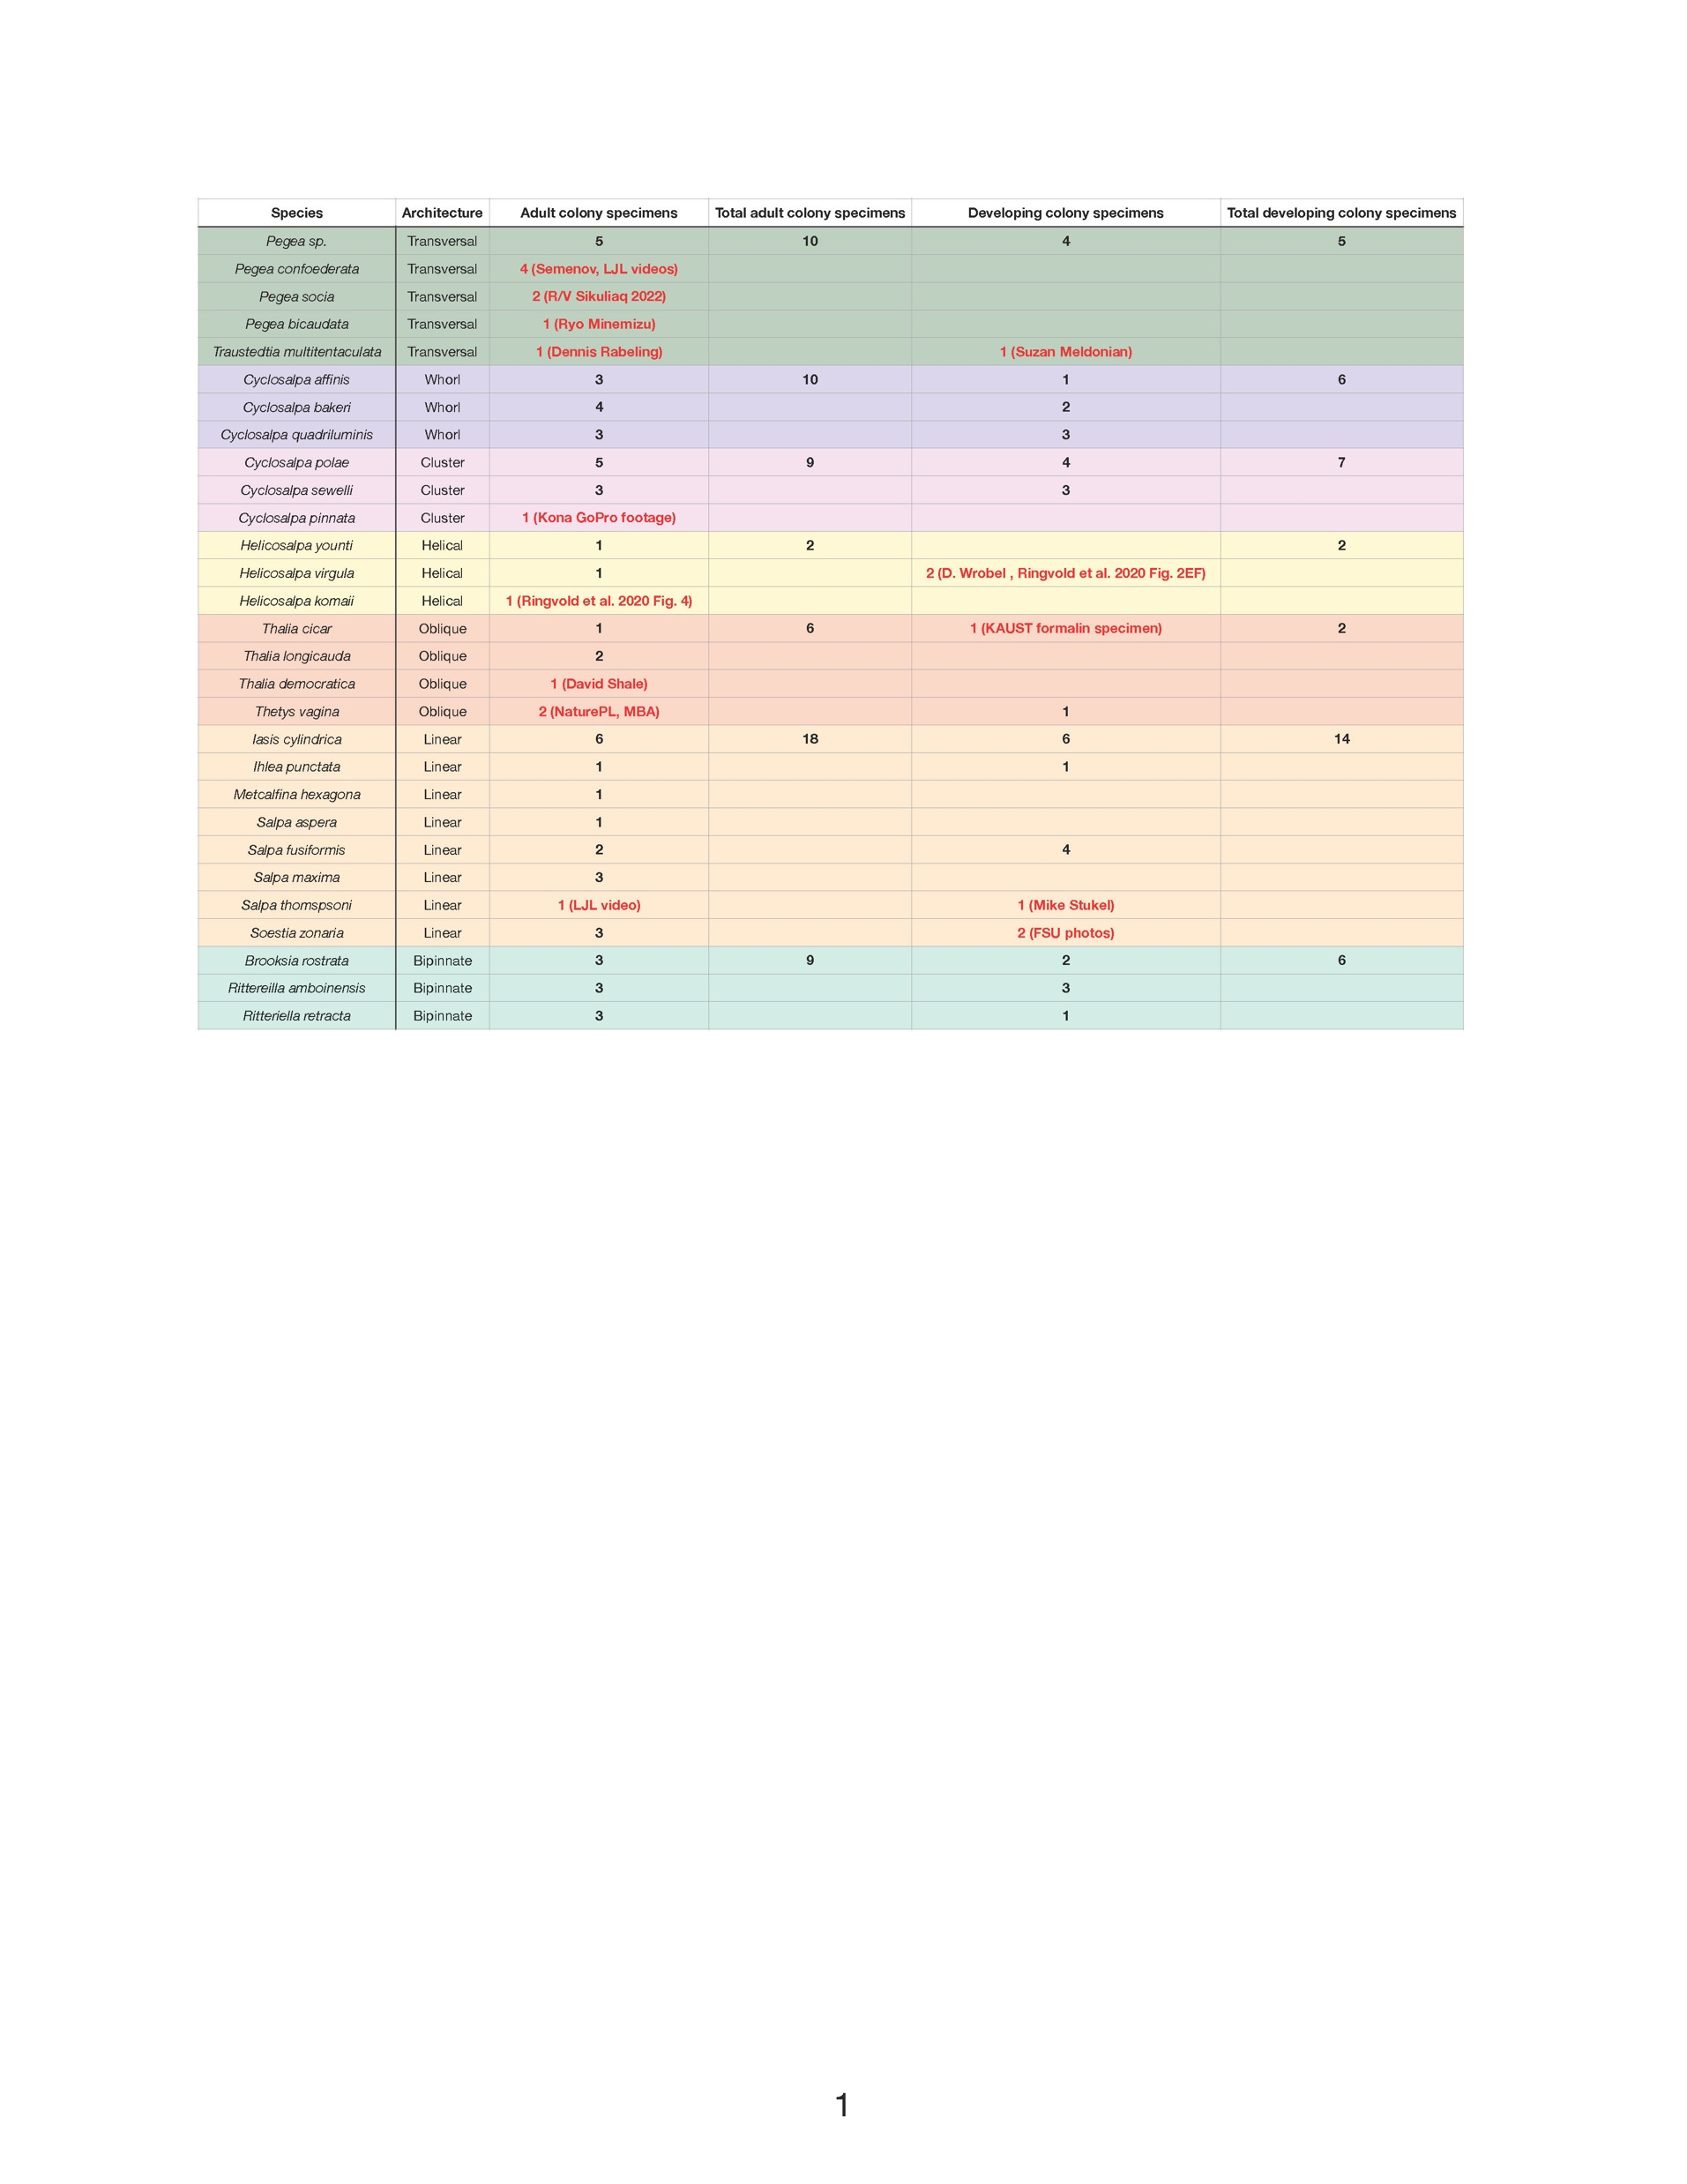 Species Architecture Adult colony specimens Total adult colony specimens Developing colony specimens Total developing colony specimens
Pegea sp. Transversal 5 10 4 5
Pegea confoederata Transversal 4 (Semenov, LJL videos)
Pegea socia Transversal 2 (R/V Sikuliaq 2022)
Pegea bicaudata Transversal 1 (Ryo Minemizu)
Traustedtia multitentaculata Transversal 1 (Dennis Rabeling) 1 (Suzan Meldonian)
Cyclosalpa affinis Whorl 3 10 1 6
Cyclosalpa bakeri Whorl 4 2
Cyclosalpa quadriluminis Whorl 3 3
Cyclosalpa polae Cluster 5 9 4 7
Cyclosalpa sewelli Cluster 3 3
Cyclosalpa pinnata Cluster 1 (Kona GoPro footage)
Helicosalpa younti Helical 1 2 2
Helicosalpa virgula Helical 1 2 (D. Wrobel , Ringvold et al. 2020 Fig. 2EF)
Helicosalpa komaii Helical 1 (Ringvold et al. 2020 Fig. 4)
Thalia cicar Oblique 1 6 1 (KAUST formalin specimen) 2
Thalia longicauda Oblique 2
Thalia democratica Oblique 1 (David Shale)
Thetys vagina Oblique 2 (NaturePL, MBA) 1
Iasis cylindrica Linear 6 18 6 14
Ihlea punctata Linear 1 1
Metcalfina hexagona Linear 1
Salpa aspera Linear 1
Salpa fusiformis Linear 2 4
Salpa maxima Linear 3
Salpa thomspsoni Linear 1 (LJL video) 1 (Mike Stukel)
Soestia zonaria Linear 3 2 (FSU photos)
Brooksia rostrata Bipinnate 3 9 2 6
Rittereilla amboinensis Bipinnate 3 3
Ritteriella retracta Bipinnate 3 1
1